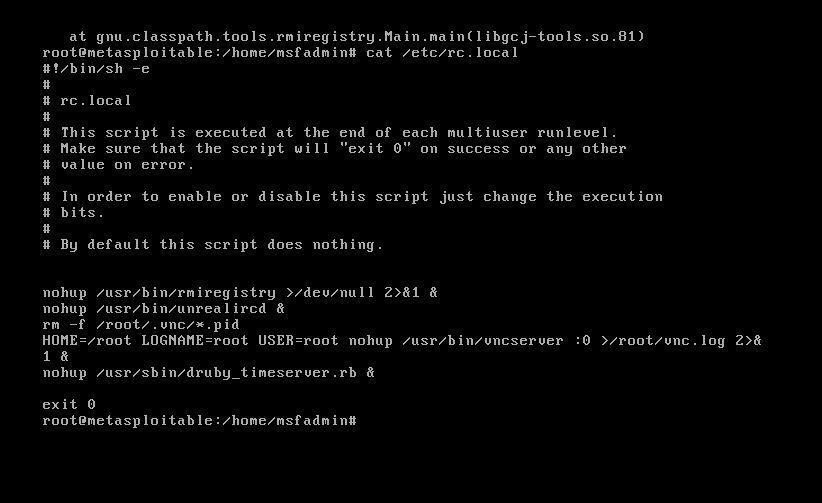 at gnu.classpath.tools.rmiregistry.Main.main(libgcj-tools.so.81)
root@metasploitable:/home/msfadmin# cat /etc/rc.local
#!/bin/sh -e
#
# rc.local
#
# This script is executed at the end of each multiuser runlevel.
# Make sure that the script will "exit 0" on success or any other
# value on error.
#
# In order to enable or disable this script just change the execution
# bits.
#
# By default this script does nothing.
nohup /usr/bin/rmiregistry >/dev/null 2>&1 &
nohup /usr/bin/unrealircd &
rm -f /root/.vnc/*.pid
HOME=/root LOGNAME=root USER=root nohup /usr/bin/vncserver :0 >/root/vnc.log 2>&
1 &
nohup /usr/sbin/druby_timeserver.rb &
exit 0
root@metasploitable:/home/msfadmin#